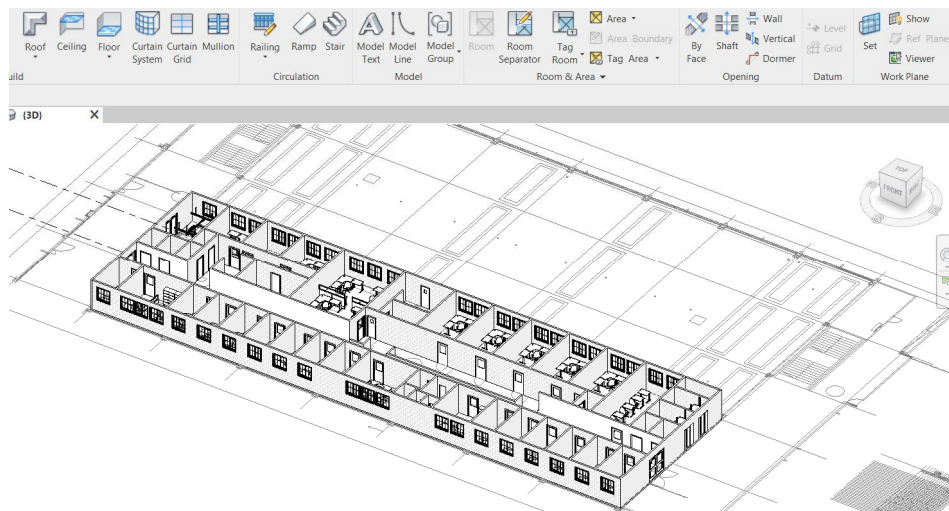 Roof
Ceiling
Floor
Curtain System
Curtain Grid
Mullion
Railing
Ramp
Stair
Model Text
Model Line
Model Group
Room
Room Separator
Tag Room
Area
Area Boundary
Tag Area
By Face
Shaft
Wall
Vertical
Dormer
Level
Grid
Set
Show
Ref Plane
Viewer
uild
Circulation
Model
Room & Area
Opening
Datum
Work Plane
(3D)
TOP
FRONT